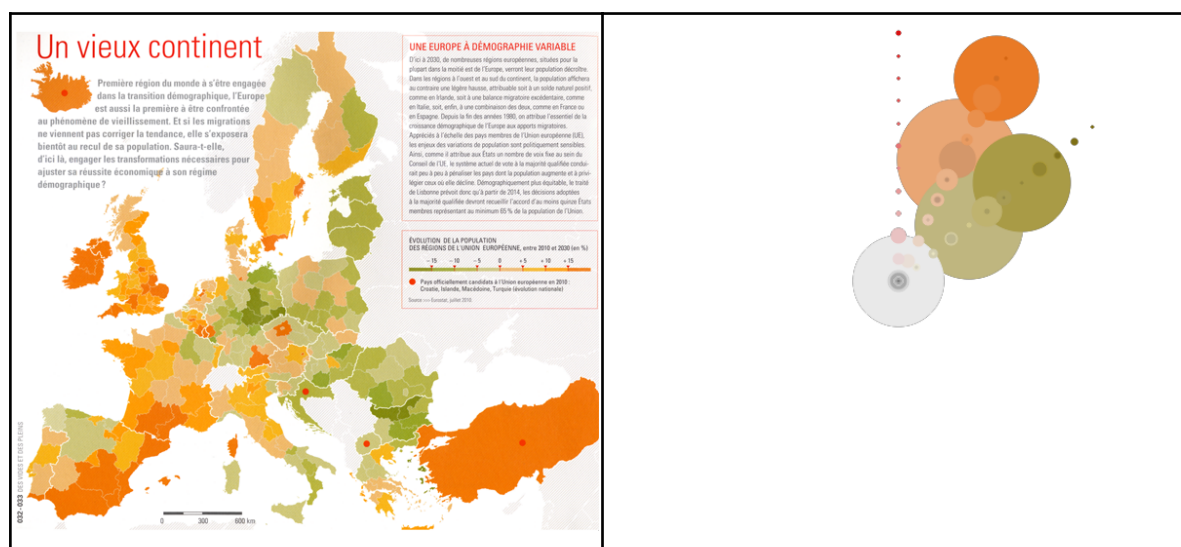 Un vieux continent
Première région du monde à s'être engagée
dans la transition démographique, l'Europe
est aussi la première à être confrontée
au phénomène de vieillissement. Et si les migrations
ne viennent pas corriger la tendance, elle s'exposera
bientôt au recul de sa population. Saura-t-elle,
d'ici là, engager les transformations nécessaires pour
ajuster sa réussite économique à son régime
démographique ?
UNE EUROPE À DÉMOGRAPHIE VARIABLE
D'ici à 2030, de nombreuses régions européennes, situées pour la
plupart dans la moitié est de l'Europe, verront leur population décroître.
Dans les régions à l'ouest et au sud du continent, la population affichera
au contraire une légère hausse, attribuable soit à un solde naturel positif,
comme en Irlande, soit à une balance migratoire excédentaire, comme
en Italie, soit, enfin, à une combinaison des deux, comme en France ou
en Espagne. Depuis la fin des années 1980, on attribue l'essentiel de la
croissance démographique de l'Europe aux apports migratoires.
Appréciés à l'échelle des pays membres de l'Union européenne (UE),
les enjeux des variations de population sont politiquement sensibles.
Ainsi, comme il attribue aux États un nombre de voix fixe au sein du
Conseil de l'UE, le système actuel de vote à la majorité qualifiée condui-
rait peu à peu à pénaliser les pays dont la population augmente et à privi-
légier ceux où elle décline. Démographiquement plus équitable, le traité
de Lisbonne prévoit donc qu'à partir de 2014, les décisions adoptées
à la majorité qualifiée devront recueillir l'accord d'au moins quinze États
membres représentant au minimum 65 % de la population de l'Union.
ÉVOLUTION DE LA POPULATION
DES RÉGIONS DE L'UNION EUROPÉENNE, entre 2010 et 2030 (en %)
- 15 - 10 - 5 0 + 5 + 10 + 15
Pays officiellement candidats à l'Union européenne en 2010 :
Croatie, Islande, Macédoine, Turquie (évolution nationale)
Source >>> Eurostat, juillet 2010.
032-033 DES VIDES ET DES PLEINS
0 300 600 km